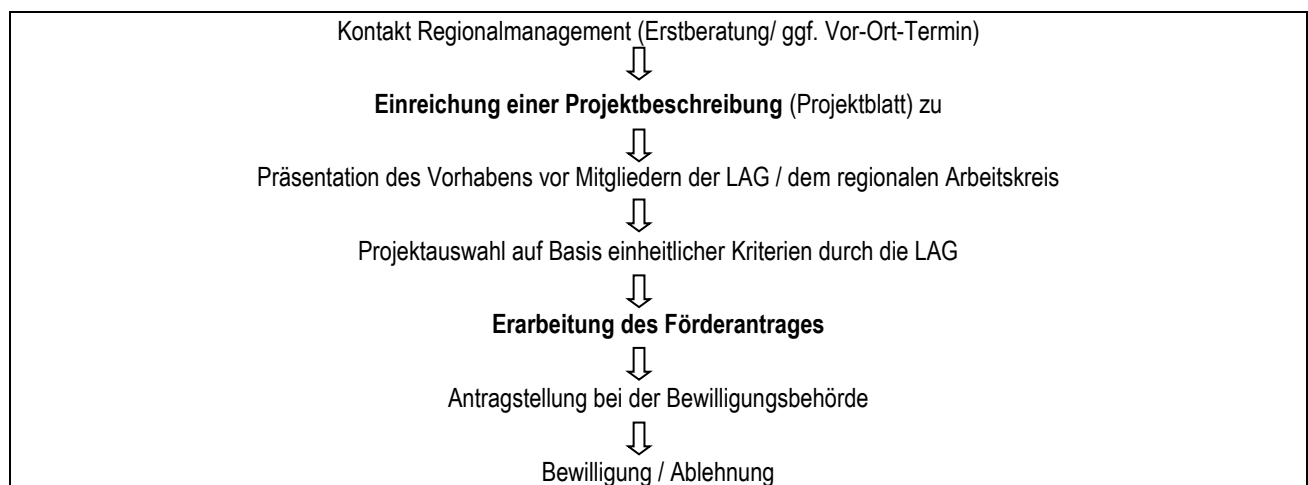 Kontakt Regionalmanagement (Erstberatung/ ggf. Vor-Ort-Termin)
Einreichung einer Projektbeschreibung (Projektblatt) zu
Präsentation des Vorhabens vor Mitgliedern der LAG / dem regionalen Arbeitskreis
Projektauswahl auf Basis einheitlicher Kriterien durch die LAG
Erarbeitung des Förderantrages
Antragstellung bei der Bewilligungsbehörde
Bewilligung / Ablehnung